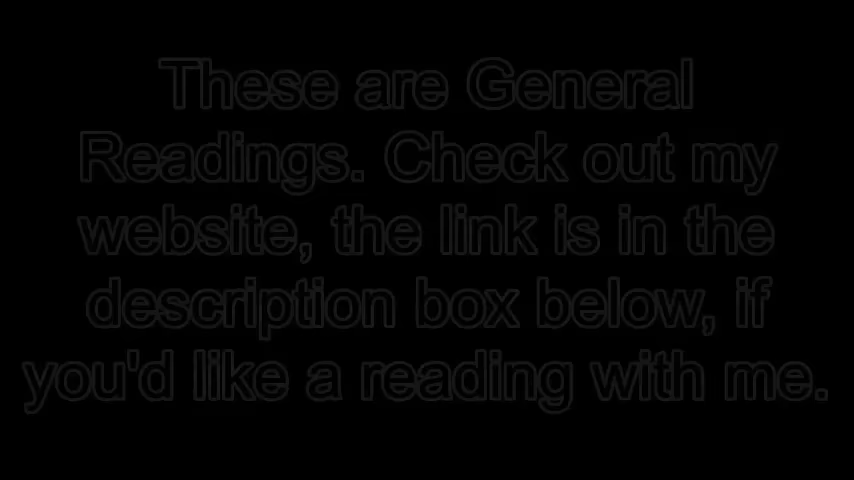 These are General
Readings. Check out my
website, the link is in the
description box below, if
you'd like a reading with me.